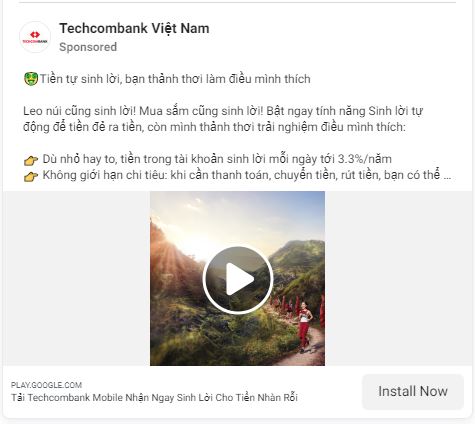 Techcombank Việt Nam
TECHCOMBANK
Sponsored
🤑Tiền tự sinh lời, bạn thảnh thơi làm điều mình thích
Leo núi cũng sinh lời! Mua sắm cũng sinh lời! Bật ngay tính năng Sinh lời tự
động để tiền đẻ ra tiền, còn mình thảnh thơi trải nghiệm điều mình thích:
👉 Dù nhỏ hay to, tiền trong tài khoản sinh lời mỗi ngày tới 3.3%/năm
👉 Không giới hạn chi tiêu: khi cần thanh toán, chuyển tiền, rút tiền, bạn có thể ...
PLAY.GOOGLE.COM
Tải Techcombank Mobile Nhận Ngay Sinh Lời Cho Tiền Nhàn Rỗi
Install Now